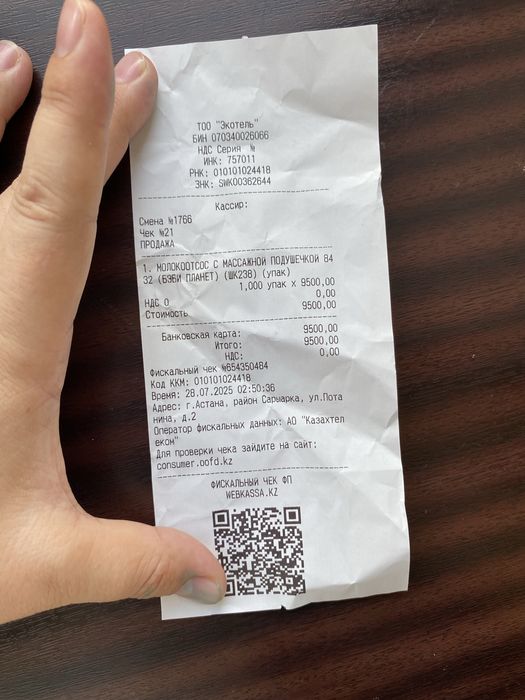 ТОО "Экотель"
БИН 070340026066
НДС Серия №
ИНК: 757011
РНК: 010101024418
ЗНК: SWK00362644
Кассир:
Смена №1766
Чек №21
ПРОДАЖА
1. МОЛОКООТСОС С МАССАЖНОЙ ПОДУШЕЧКОЙ 84
32 (БЭБИ ПЛАНЕТ) (ШК238) (упак)
1,000 упак x 9500,00
НДС 0 0,00
Стоимость 9500,00
Банковская карта: 9500,00
Итого: 9500,00
НДС: 0,00
Фискальный чек №654350484
Код ККМ: 010101024418
Время: 28.07.2025 02:50:36
Адрес: г.Астана, район Сарыарка, ул.Пота
нина, д.2
Оператор фискальных данных: АО "Казахтел
еком"
Для проверки чека зайдите на сайт:
consumer.oofd.kz
ФИСКАЛЬНЫЙ ЧЕК ФП
WEBKASSA.KZ